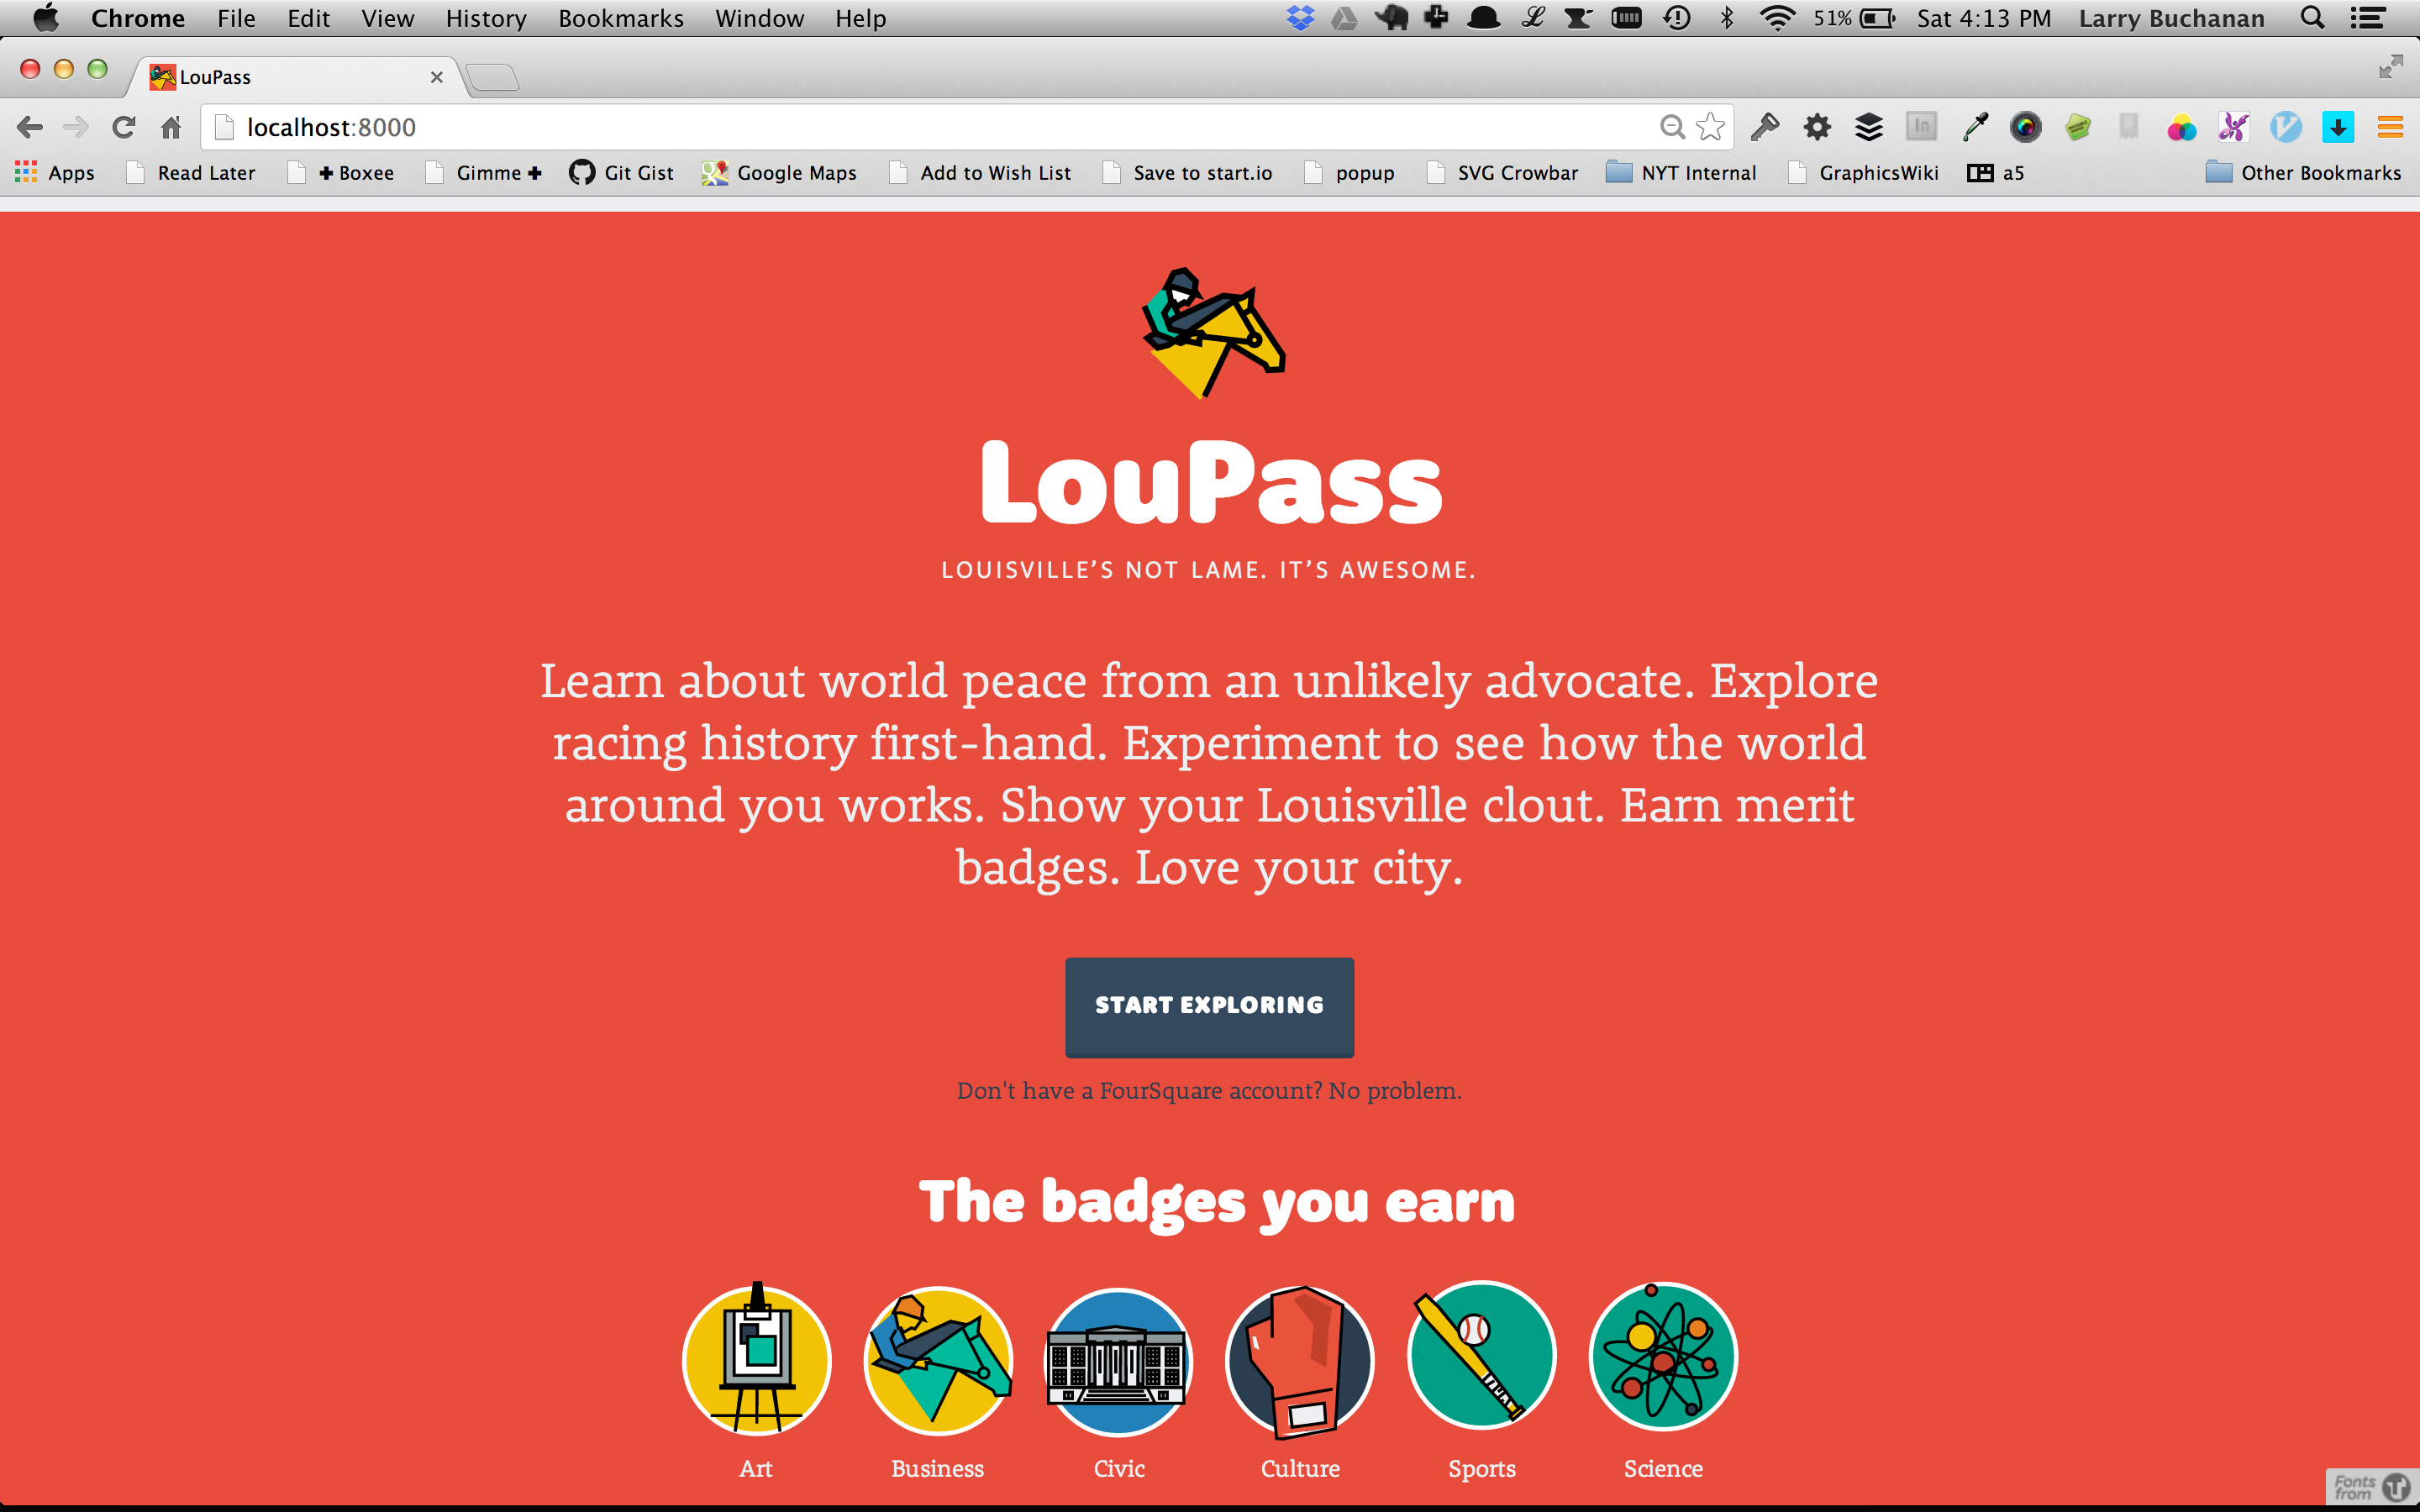 Chrome File Edit View History Bookmarks Window Help 51% Sat 4:13 PM Larry Buchanan
LouPass
localhost:8000
In
Apps Read Later Boxee Gimme Git Gist Google Maps Add to Wish List Save to start.io popup SVG Crowbar NYT Internal GraphicsWiki a5 Other Bookmarks
LouPass
LOUISVILLE’S NOT LAME. IT’S AWESOME.
Learn about world peace from an unlikely advocate. Explore
racing history first-hand. Experiment to see how the world
around you works. Show your Louisville clout. Earn merit
badges. Love your city.
START EXPLORING
Don't have a FourSquare account? No problem.
The badges you earn
Art Business Civic Culture Sports Science
Fonts
from